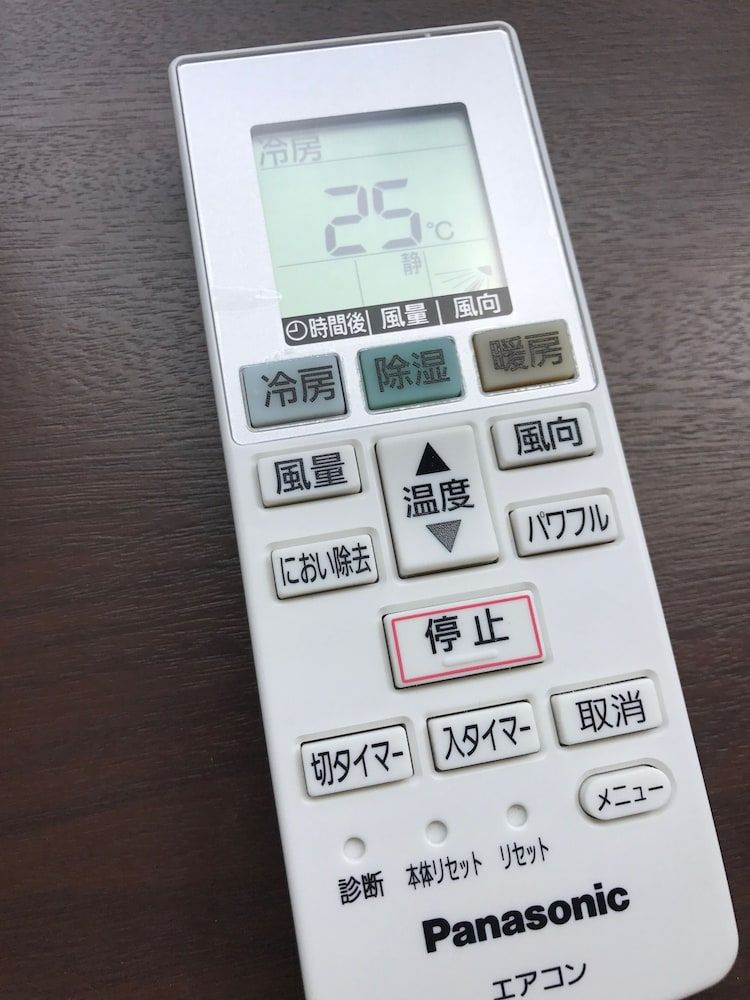 冷房
25℃
静
時間後 風量 風向
冷房 除湿 暖房
風量 温度 風向
におい除去 パワフル
停止
切タイマー 入タイマー 取消
メニュー
診断 本体リセット リセット
Panasonic
エアコン